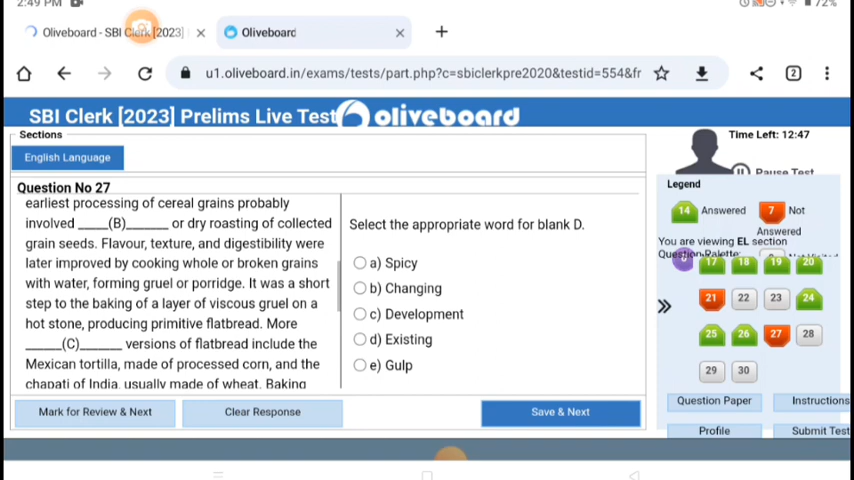 2:49 PM
72%
Oliveboard - SBI Clerk [2023]
Oliveboard
u1.oliveboard.in/exams/tests/part.php?c=sbiclerkpre2020&testid=554&fr
2
SBI Clerk [2023] Prelims Live Test oliveboard
Sections
English Language
Time Left: 12:47
Pause Test
Question No 27
earliest processing of cereal grains probably
involved _____(B)_______ or dry roasting of collected
grain seeds. Flavour, texture, and digestibility were
later improved by cooking whole or broken grains
with water, forming gruel or porridge. It was a short
step to the baking of a layer of viscous gruel on a
hot stone, producing primitive flatbread. More
______(C)_______ versions of flatbread include the
Mexican tortilla, made of processed corn, and the
chapati of India, usually made of wheat. Baking
Select the appropriate word for blank D.
a) Spicy
b) Changing
c) Development
d) Existing
e) Gulp
Legend
14 Answered 7 Not Answered
You are viewing EL section
Question Palette:
17 18 19 20
21 22 23 24
25 26 27 28
29 30
Mark for Review & Next
Clear Response
Save & Next
Question Paper
Instructions
Profile
Submit Test